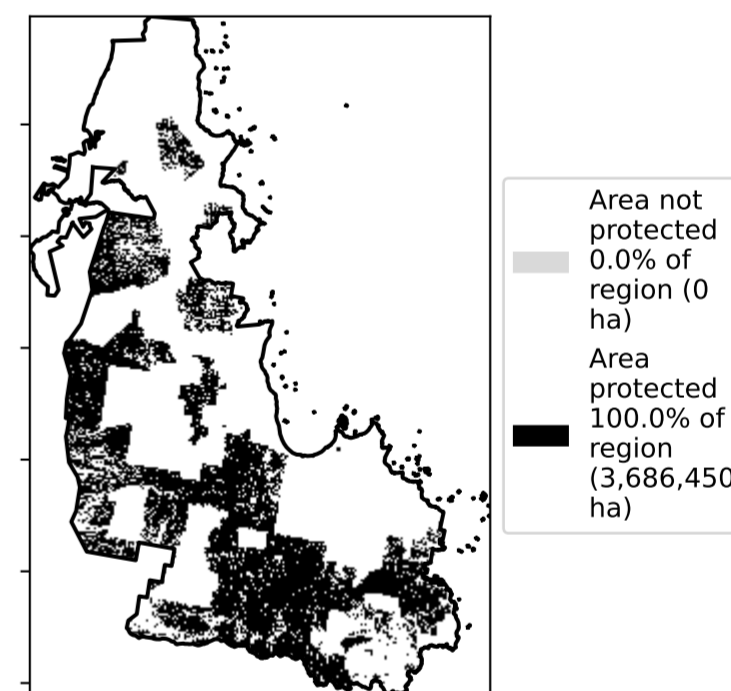 Area not
protected
0.0% of
region (0
ha)
Area
protected
100.0% of
region
(3,686,450
ha)